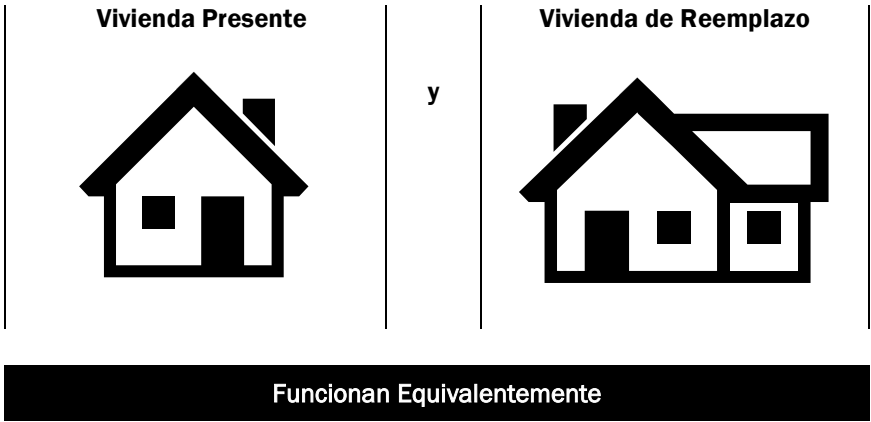 Vivienda Presente
y
Vivienda de Reemplazo
Funcionan Equivalentemente